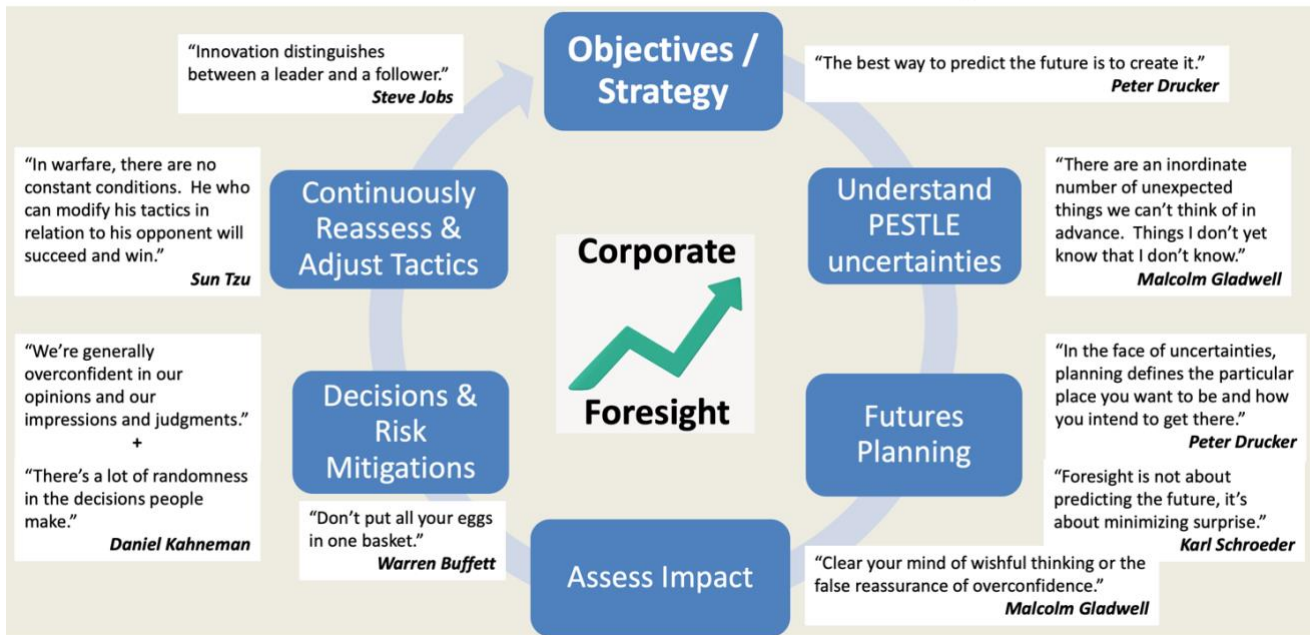 Objectives /
Strategy
“Innovation distinguishes
between a leader and a follower.”
Steve Jobs
“The best way to predict the future is to create it.”
Peter Drucker
“In warfare, there are no
constant conditions.  He who
can modify his tactics in
relation to his opponent will
succeed and win.”
Sun Tzu
Continuously
Reassess &
Adjust Tactics
Understand
PESTLE
uncertainties
“There are an inordinate
number of unexpected
things we can’t think of in
advance.  Things I don’t yet
know that I don’t know.”
Malcolm Gladwell
Corporate
Foresight
“We’re generally
overconfident in our
opinions and our
impressions and judgments.”
+
“There’s a lot of randomness
in the decisions people
make.”
Daniel Kahneman
Decisions &
Risk
Mitigations
Futures
Planning
“In the face of uncertainties,
planning defines the particular
place you want to be and how
you intend to get there.”
Peter Drucker
“Foresight is not about
predicting the future, it’s
about minimizing surprise.”
Karl Schroeder
“Don’t put all your eggs
in one basket.”
Warren Buffett
Assess Impact
“Clear your mind of wishful thinking or the
false reassurance of overconfidence.”
Malcolm Gladwell